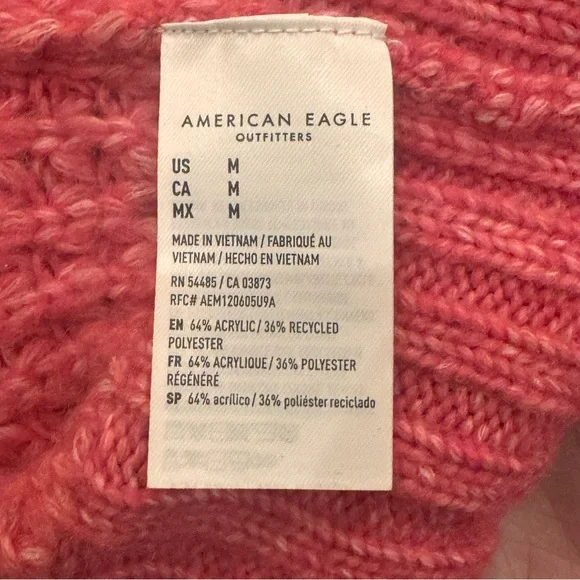 AMERICAN EAGLE
OUTFITTERS
US M
CA M
MX M
MADE IN VIETNAM / FABRIQUÉ AU
VIETNAM / HECHO EN VIETNAM
RN 54485 / CA 03873
RFC# AEM120605U9A
EN 64% ACRYLIC / 36% RECYCLED
POLYESTER
FR 64% ACRYLIQUE / 36% POLYESTER
RÉGÉNÉRÉ
SP 64% acrílico / 36% poliéster reciclado